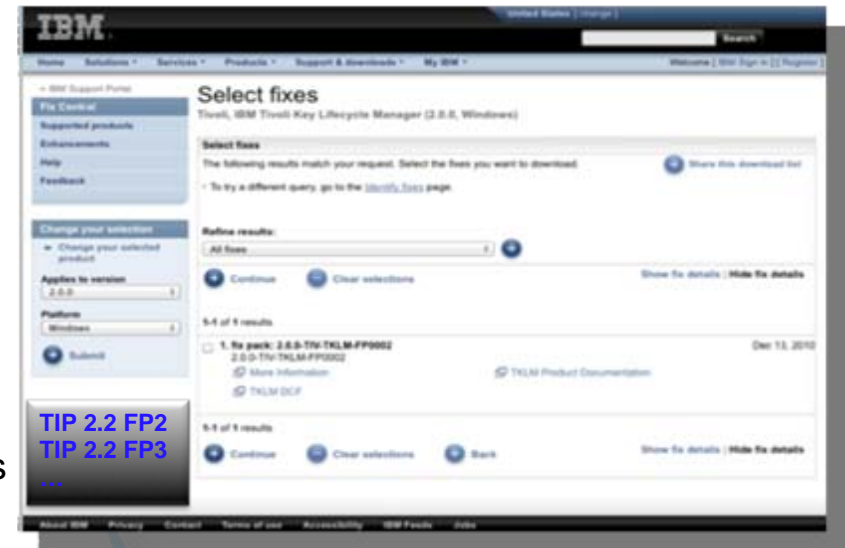 United States [ change ]
IBM
Search
Home Solutions Services Products Support & downloads My IBM
Welcome [ IBM Sign in ] [ Register ]
< IBM Support Portal
Fix Central
Supported products
Enhancements
Help
Feedback
Change your selection
Change your selected
product
Applies to version
2.0.0
Platform
Windows
Submit
Select fixes
Tivoli, IBM Tivoli Key Lifecycle Manager (2.0.0, Windows)
Select fixes
The following results match your request. Select the fixes you want to download.
Share this download list
To try a different query, go to the Identify fixes page.
Refine results:
All fixes
Continue Clear selections
Show fix details | Hide fix details
1-1 of 1 results
1. fix pack: 2.0.0-TIV-TKLM-FP0002
Dec 13, 2010
2.0.0-TIV-TKLM-FP0002
More Information
TKLM Product Documentation
TKLM DCF
1-1 of 1 results
Continue Clear selections Back
Show fix details | Hide fix details
TIP 2.2 FP2
TIP 2.2 FP3
...
s
About IBM Privacy Contact Terms of use Accessibility IBM Feeds Jobs